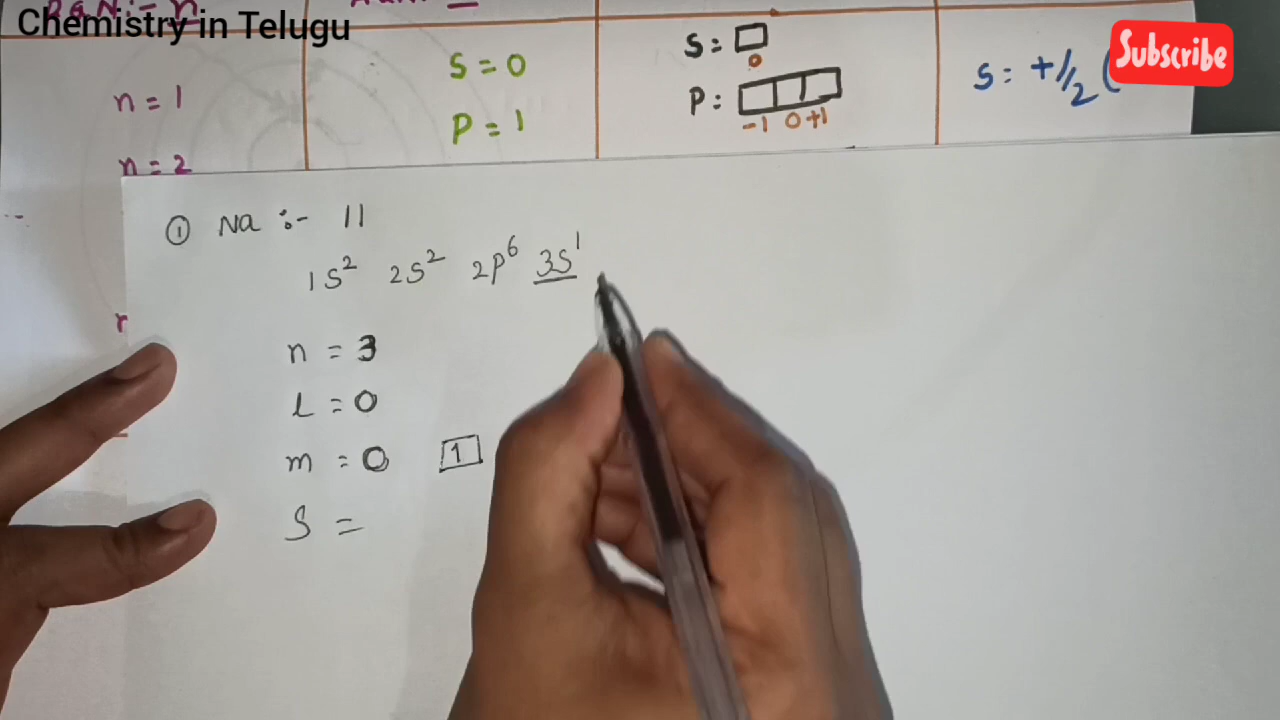 Chemistry in Telugu
Subscribe
n = 1
n = 2
S = 0
P = 1
S :
0
P :
-1 0 +1
S : +1/2 (
① Na :- 11
1S² 2S² 2P⁶ 3S¹
n = 3
l = 0
m = 0 1
S =